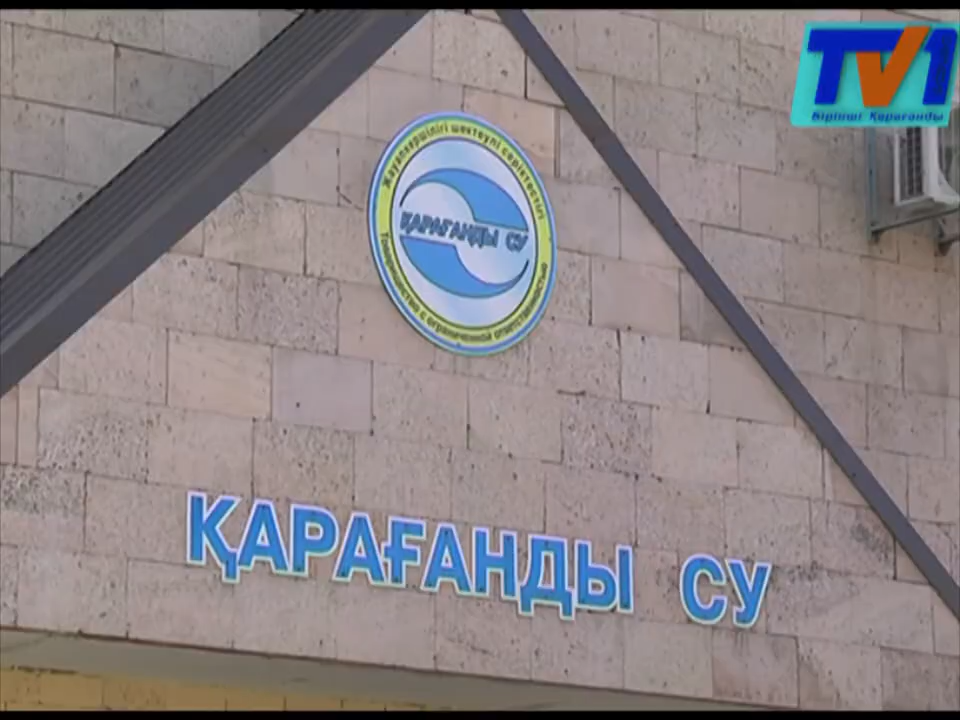 TV1
Бірінші Қарағанды
Жауапкершілігі шектеулі серіктестігі
ҚАРАҒАНДЫ СУ
Товарищество с ограниченной ответственностью
ҚАРАҒАНДЫ СУ